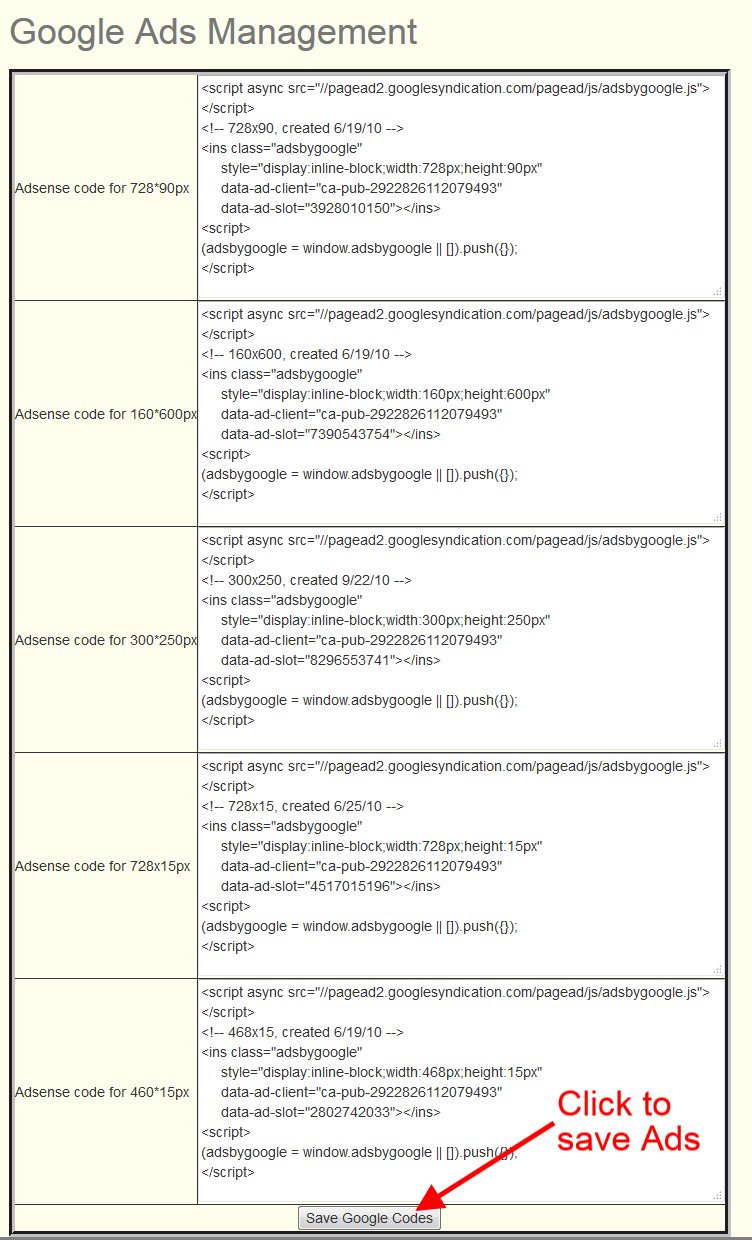 Google Ads Management
Adsense code for 728*90px
<script async src="//pagead2.googlesyndication.com/pagead/js/adsbygoogle.js">
</script>
<!-- 728x90, created 6/19/10 -->
<ins class="adsbygoogle"
style="display:inline-block;width:728px;height:90px"
data-ad-client="ca-pub-2922826112079493"
data-ad-slot="3928010150"></ins>
<script>
(adsbygoogle = window.adsbygoogle || []).push({});
</script>
Adsense code for 160*600px
<script async src="//pagead2.googlesyndication.com/pagead/js/adsbygoogle.js">
</script>
<!-- 160x600, created 6/19/10 -->
<ins class="adsbygoogle"
style="display:inline-block;width:160px;height:600px"
data-ad-client="ca-pub-2922826112079493"
data-ad-slot="7390543754"></ins>
<script>
(adsbygoogle = window.adsbygoogle || []).push({});
</script>
Adsense code for 300*250px
<script async src="//pagead2.googlesyndication.com/pagead/js/adsbygoogle.js">
</script>
<!-- 300x250, created 9/22/10 -->
<ins class="adsbygoogle"
style="display:inline-block;width:300px;height:250px"
data-ad-client="ca-pub-2922826112079493"
data-ad-slot="8296553741"></ins>
<script>
(adsbygoogle = window.adsbygoogle || []).push({});
</script>
Adsense code for 728x15px
<script async src="//pagead2.googlesyndication.com/pagead/js/adsbygoogle.js">
</script>
<!-- 728x15, created 6/25/10 -->
<ins class="adsbygoogle"
style="display:inline-block;width:728px;height:15px"
data-ad-client="ca-pub-2922826112079493"
data-ad-slot="4517015196"></ins>
<script>
(adsbygoogle = window.adsbygoogle || []).push({});
</script>
Adsense code for 460*15px
<script async src="//pagead2.googlesyndication.com/pagead/js/adsbygoogle.js">
</script>
<!-- 468x15, created 6/19/10 -->
<ins class="adsbygoogle"
style="display:inline-block;width:468px;height:15px"
data-ad-client="ca-pub-2922826112079493"
data-ad-slot="2802742033"></ins>
<script>
(adsbygoogle = window.adsbygoogle || []).push({});
</script>
Click to
save Ads
Save Google Codes